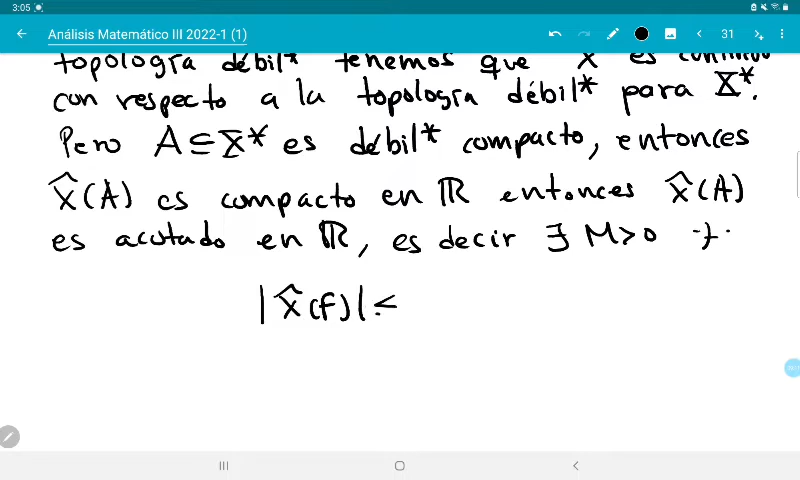 3:05
Análisis Matemático III 2022-1 (1)
31
topología débil* tenemos que x̂ es continuo
con respecto a la topología débil* para X*.
Pero A ⊆ X* es débil* compacto, entonces
x̂(A) es compacto en ℝ entonces x̂(A)
es acotado en ℝ, es decir ∃ M>0 +.
|x̂(f)| ≤